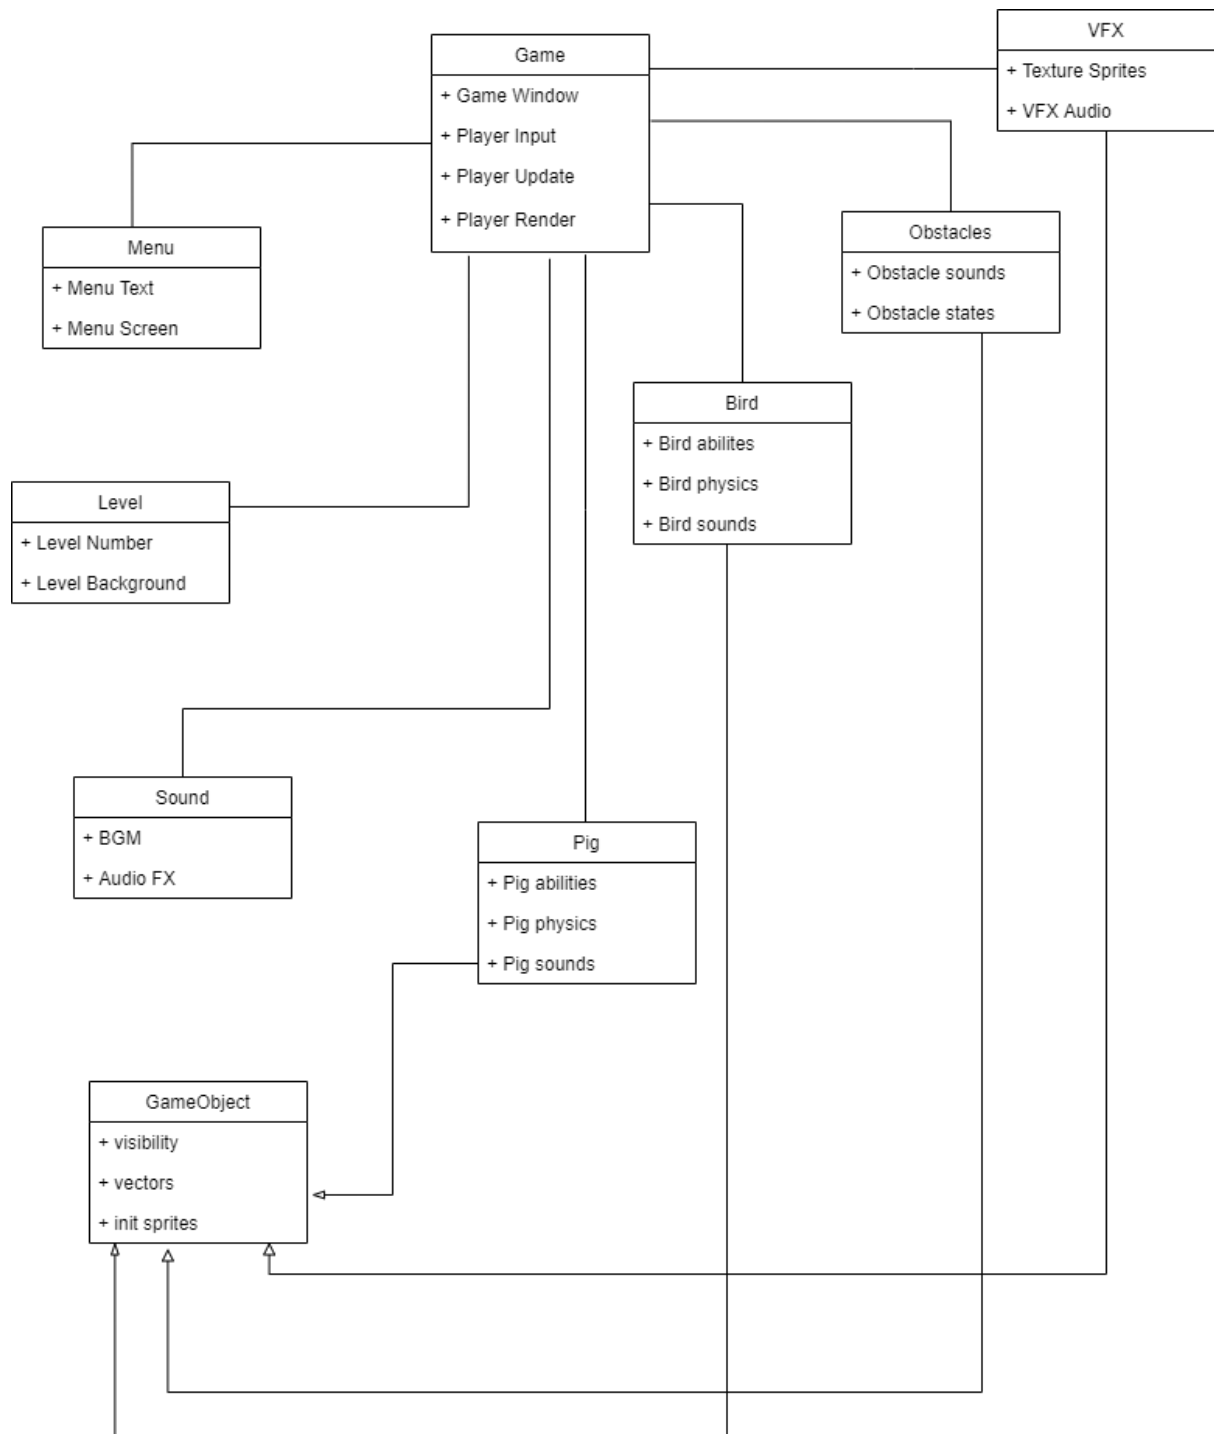 VFX
+ Texture Sprites
+ VFX Audio
Game
+ Game Window
+ Player Input
+ Player Update
+ Player Render
Obstacles
+ Obstacle sounds
+ Obstacle states
Menu
+ Menu Text
+ Menu Screen
Bird
+ Bird abilites
+ Bird physics
+ Bird sounds
Level
+ Level Number
+ Level Background
Sound
+ BGM
+ Audio FX
Pig
+ Pig abilities
+ Pig physics
+ Pig sounds
GameObject
+ visibility
+ vectors
+ init sprites